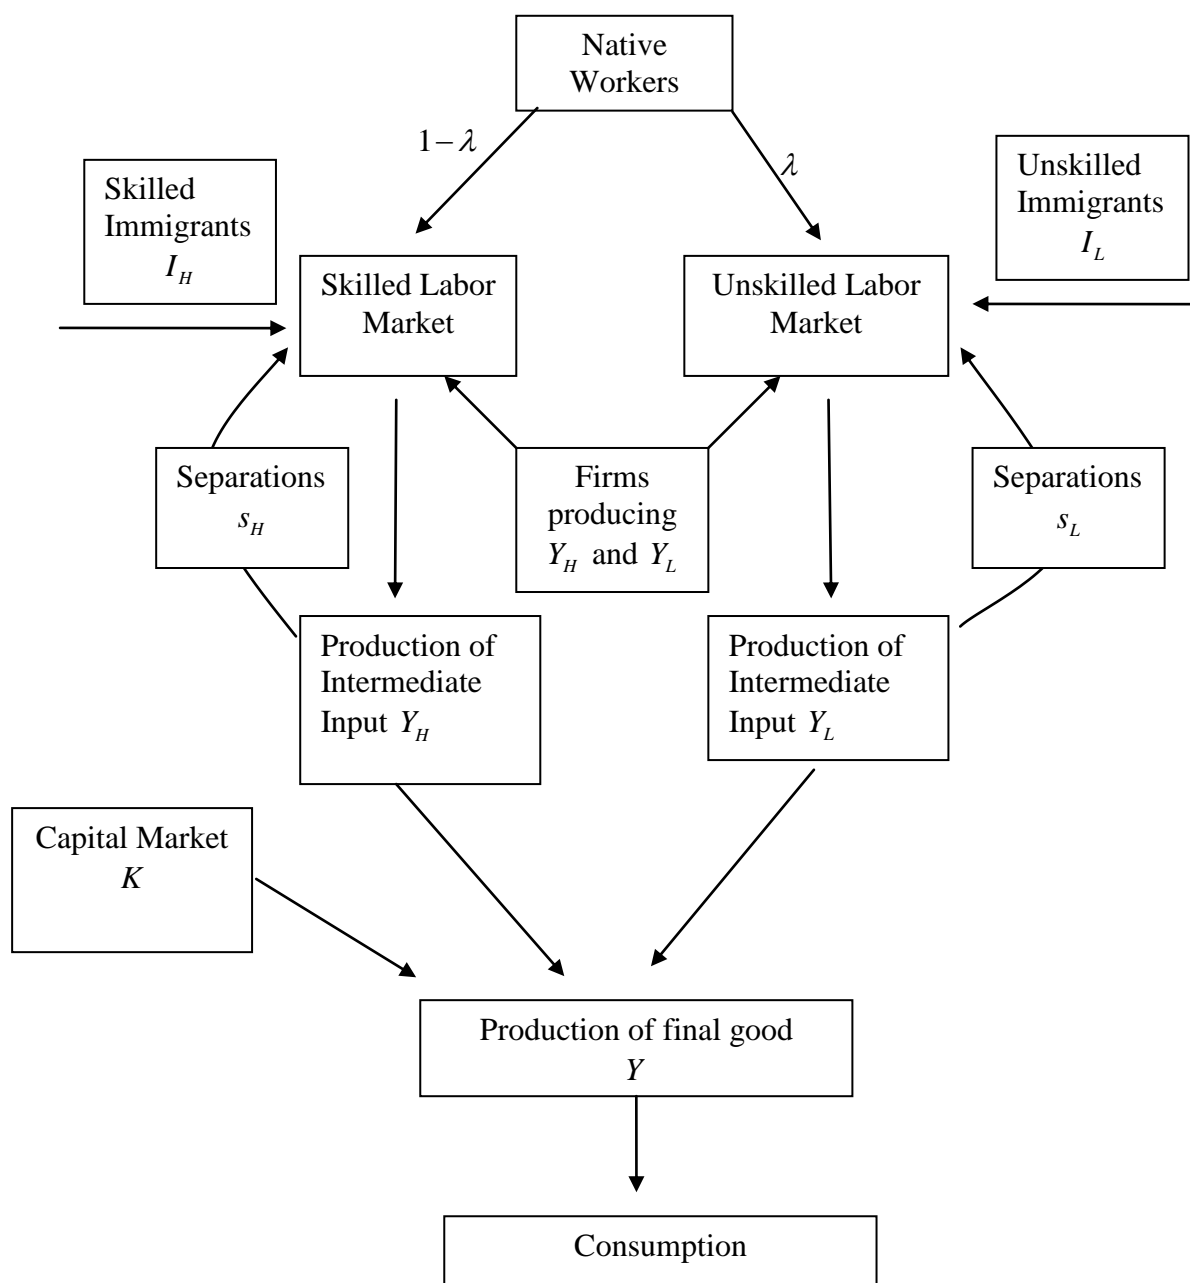 Native
Workers
1 − λ
λ
Skilled
Immigrants
I_H
Unskilled
Immigrants
I_L
Skilled Labor
Market
Unskilled Labor
Market
Separations
s_H
Firms
producing
Y_H and Y_L
Separations
s_L
Production of
Intermediate
Input Y_H
Production of
Intermediate
Input Y_L
Capital Market
K
Production of final good
Y
Consumption